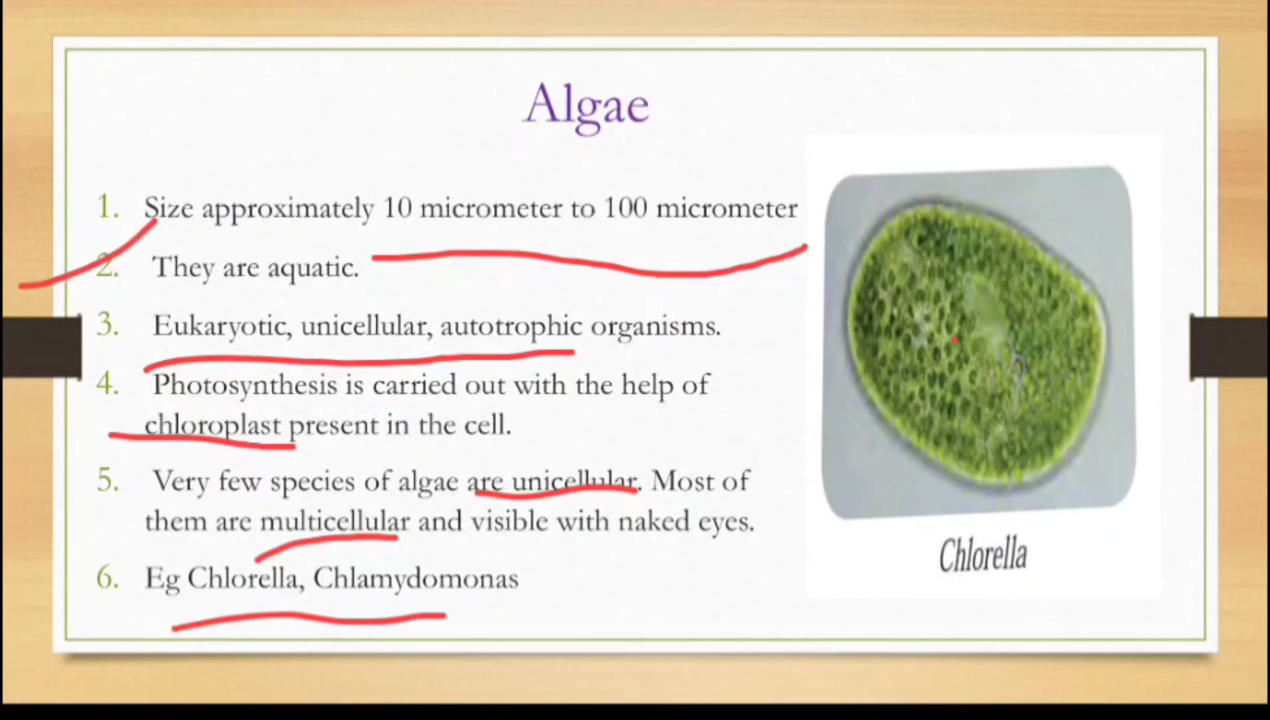 Algae
1. Size approximately 10 micrometer to 100 micrometer
2. They are aquatic.
3. Eukaryotic, unicellular, autotrophic organisms.
4. Photosynthesis is carried out with the help of
chloroplast present in the cell.
5. Very few species of algae are unicellular. Most of
them are multicellular and visible with naked eyes.
6. Eg Chlorella, Chlamydomonas
Chlorella